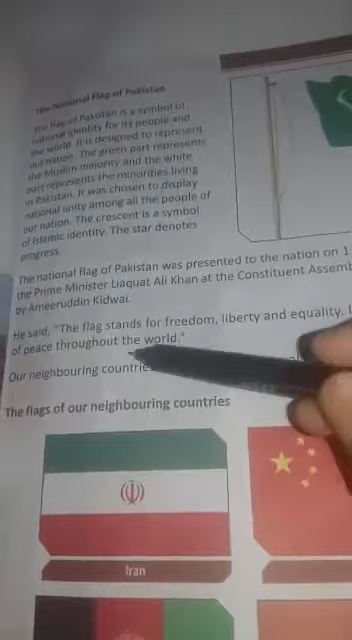 The National Flag of Pakistan
The flag of Pakistan is a symbol of
national identity for its people and
the world. It is designed to represent
our nation. The green part represents
the Muslim majority and the white
part represents the minorities living
in Pakistan. It was chosen to display
national unity among all the people of
our nation. The crescent is a symbol
of Islamic identity. The star denotes
progress.
The national flag of Pakistan was presented to the nation on 1
the Prime Minister Liaquat Ali Khan at the Constituent Assemb
by Ameeruddin Kidwai.
He said, "The flag stands for freedom, liberty and equality.
of peace throughout the world."
Our neighbouring countrie
The flags of our neighbouring countries
Iran